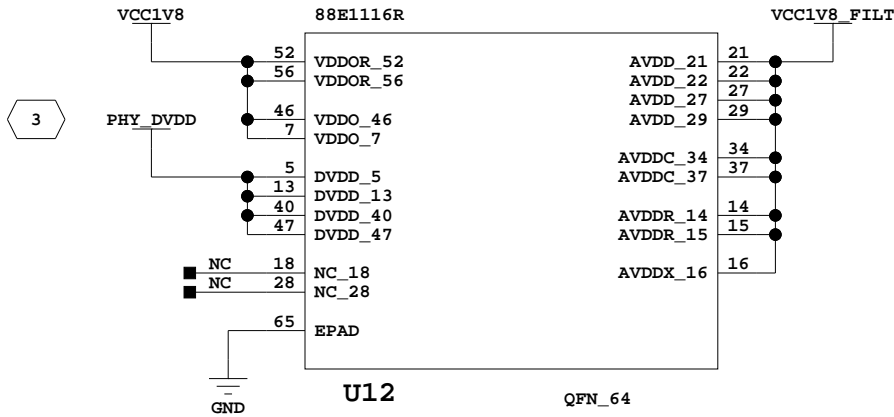 VCC1V8
88E1116R
VCC1V8_FILT
52 VDDOR_52
56 VDDOR_56
46 VDDO_46
7 VDDO_7
3
PHY_DVDD
5 DVDD_5
13 DVDD_13
40 DVDD_40
47 DVDD_47
NC 18 NC_18
NC 28 NC_28
65 EPAD
GND
AVDD_21 21
AVDD_22 22
AVDD_27 27
AVDD_29 29
AVDDC_34 34
AVDDC_37 37
AVDDR_14 14
AVDDR_15 15
AVDDX_16 16
U12
QFN_64